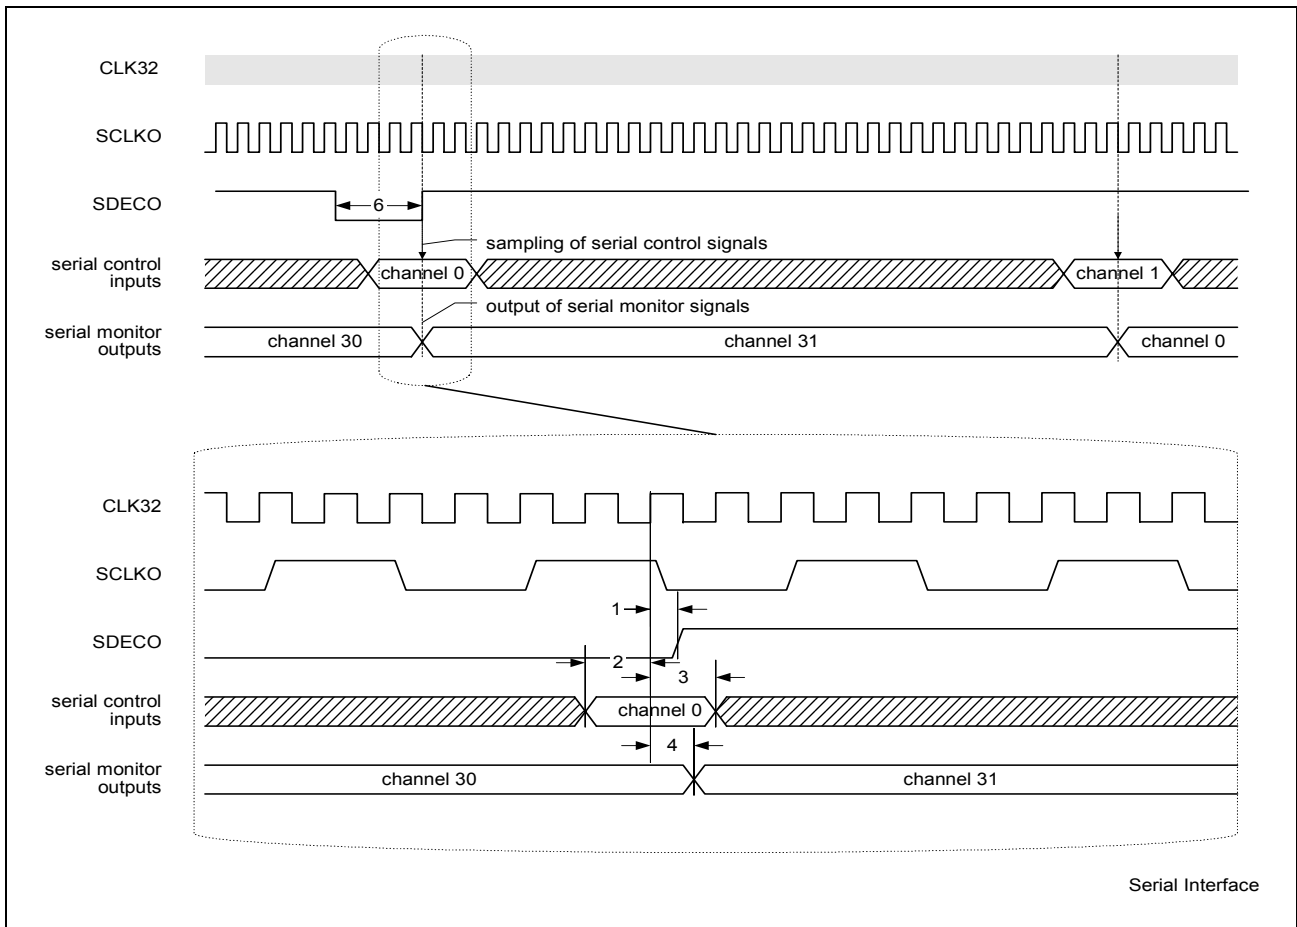 CLK32
SCLKO
SDECO
6
sampling of serial control signals
serial control
inputs
channel 0
channel 1
output of serial monitor signals
serial monitor
outputs
channel 30
channel 31
channel 0
CLK32
SCLKO
1
SDECO
2
3
serial control
inputs
channel 0
4
serial monitor
outputs
channel 30
channel 31
Serial Interface